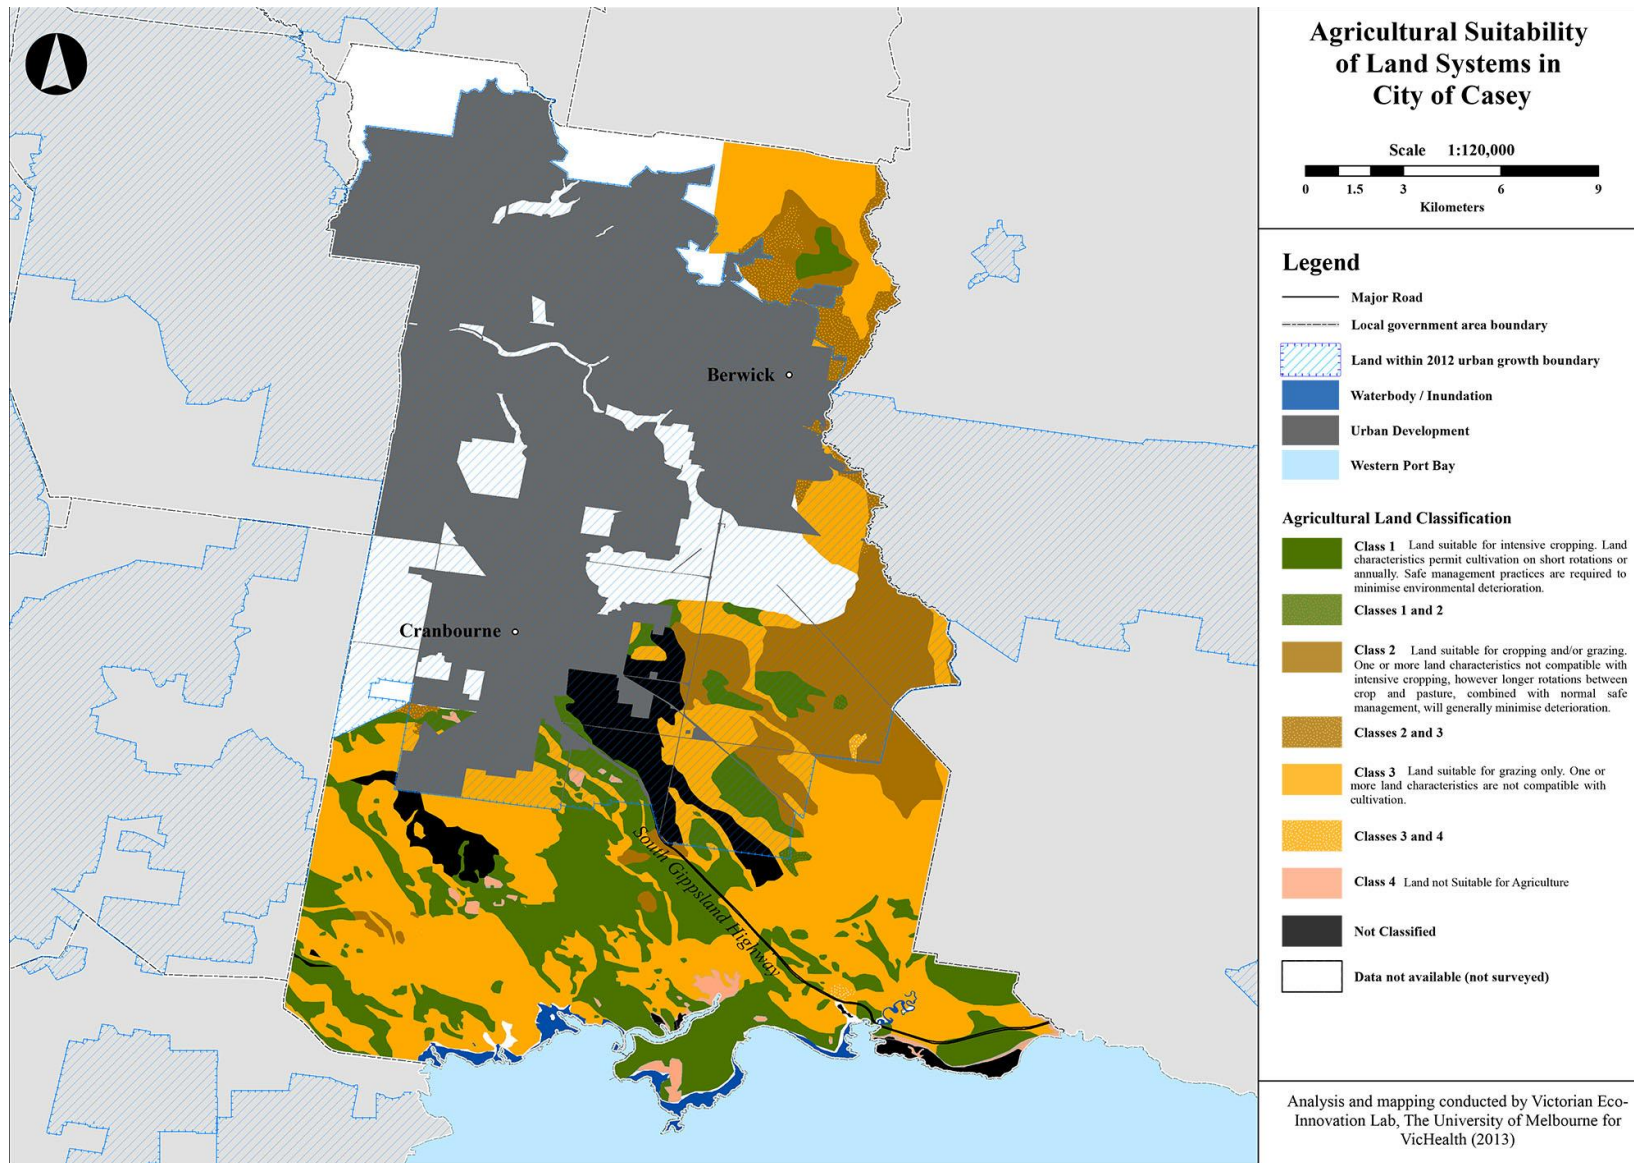 Agricultural Suitability
of Land Systems in
City of Casey
Scale 1:120,000
0 1.5 3 6 9
Kilometers
Legend
Major Road
Local government area boundary
Land within 2012 urban growth boundary
Waterbody / Inundation
Urban Development
Western Port Bay
Agricultural Land Classification
Class 1 Land suitable for intensive cropping. Land
characteristics permit cultivation on short rotations or
annually. Safe management practices are required to
minimise environmental deterioration.
Classes 1 and 2
Class 2 Land suitable for cropping and/or grazing.
One or more land characteristics not compatible with
intensive cropping, however longer rotations between
crop and pasture, combined with normal safe
management, will generally minimise deterioration.
Classes 2 and 3
Class 3 Land suitable for grazing only. One or
more land characteristics are not compatible with
cultivation.
Classes 3 and 4
Class 4 Land not Suitable for Agriculture
Not Classified
Data not available (not surveyed)
Analysis and mapping conducted by Victorian Eco-
Innovation Lab, The University of Melbourne for
VicHealth (2013)
Berwick
Cranbourne
South Gippsland Highway